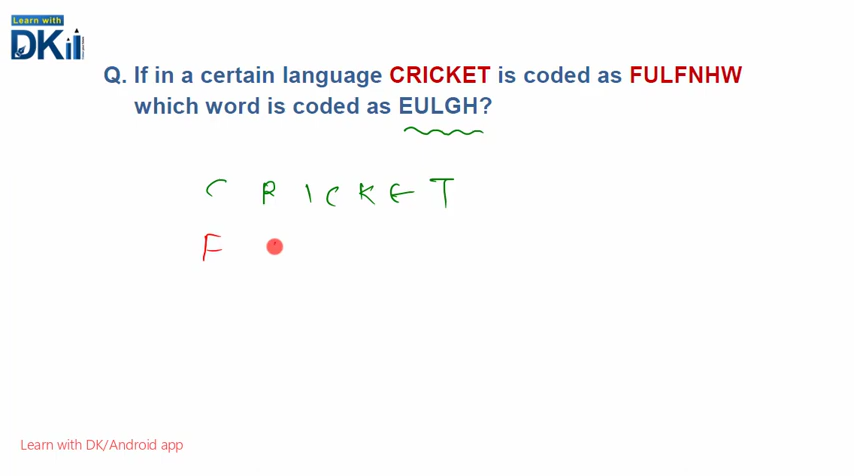 Learn with
DK
Q. If in a certain language CRICKET is coded as FULFNHW
which word is coded as EULGH?
C R I C K E T
F
Learn with DK/Android app